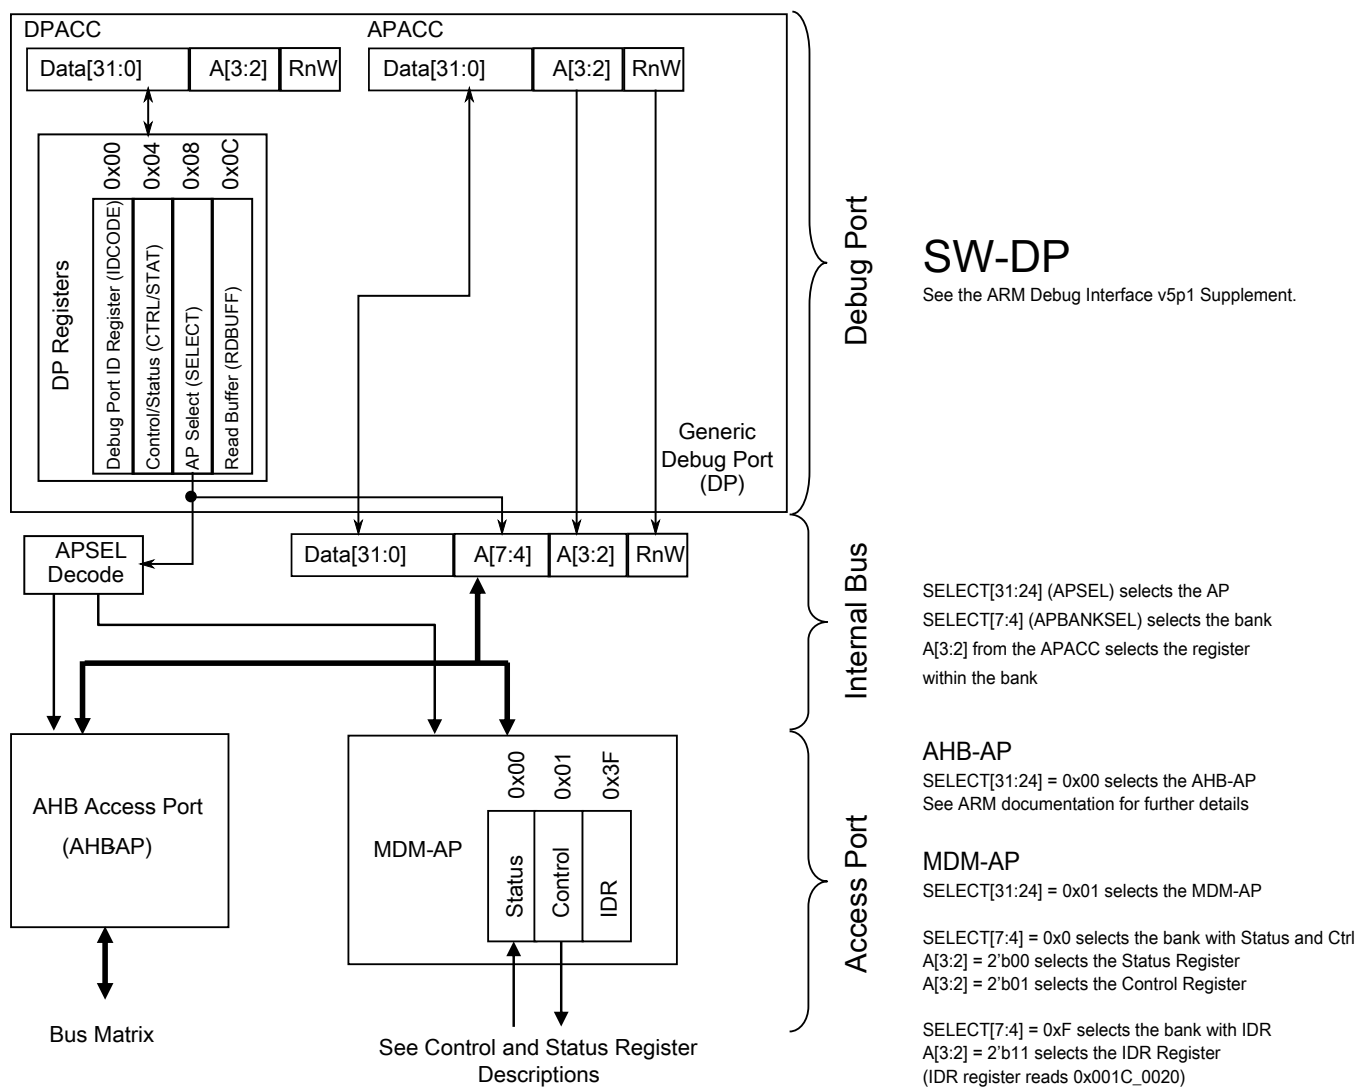 DPACC
APACC
Data[31:0]
A[3:2]
RnW
Data[31:0]
A[3:2]
RnW
0x00
0x04
0x08
0x0C
DP Registers
Debug Port ID Register (IDCODE)
Control/Status (CTRL/STAT)
AP Select (SELECT)
Read Buffer (RDBUFF)
Generic
Debug Port
(DP)
Debug Port
SW-DP
See the ARM Debug Interface v5p1 Supplement.
APSEL
Decode
Data[31:0]
A[7:4]
A[3:2]
RnW
Internal Bus
SELECT[31:24] (APSEL) selects the AP
SELECT[7:4] (APBANKSEL) selects the bank
A[3:2] from the APACC selects the register
within the bank
AHB Access Port
(AHB-AP)
Bus Matrix
MDM-AP
0x00
0x01
0x3F
Status
Control
IDR
See Control and Status Register
Descriptions
Access Port
AHB-AP
SELECT[31:24] = 0x00 selects the AHB-AP
See ARM documentation for further details
MDM-AP
SELECT[31:24] = 0x01 selects the MDM-AP
SELECT[7:4] = 0x0 selects the bank with Status and Ctrl
A[3:2] = 2’b00 selects the Status Register
A[3:2] = 2’b01 selects the Control Register
SELECT[7:4] = 0xF selects the bank with IDR
A[3:2] = 2’b11 selects the IDR Register
(IDR register reads 0x001C_0020)